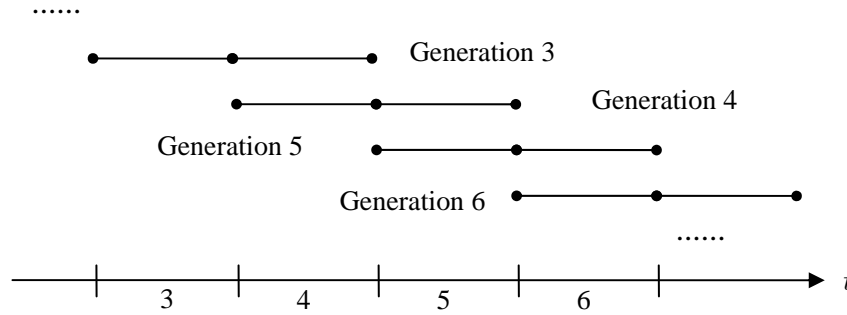 ......
Generation 3
Generation 4
Generation 5
Generation 6
......
t
3 4 5 6